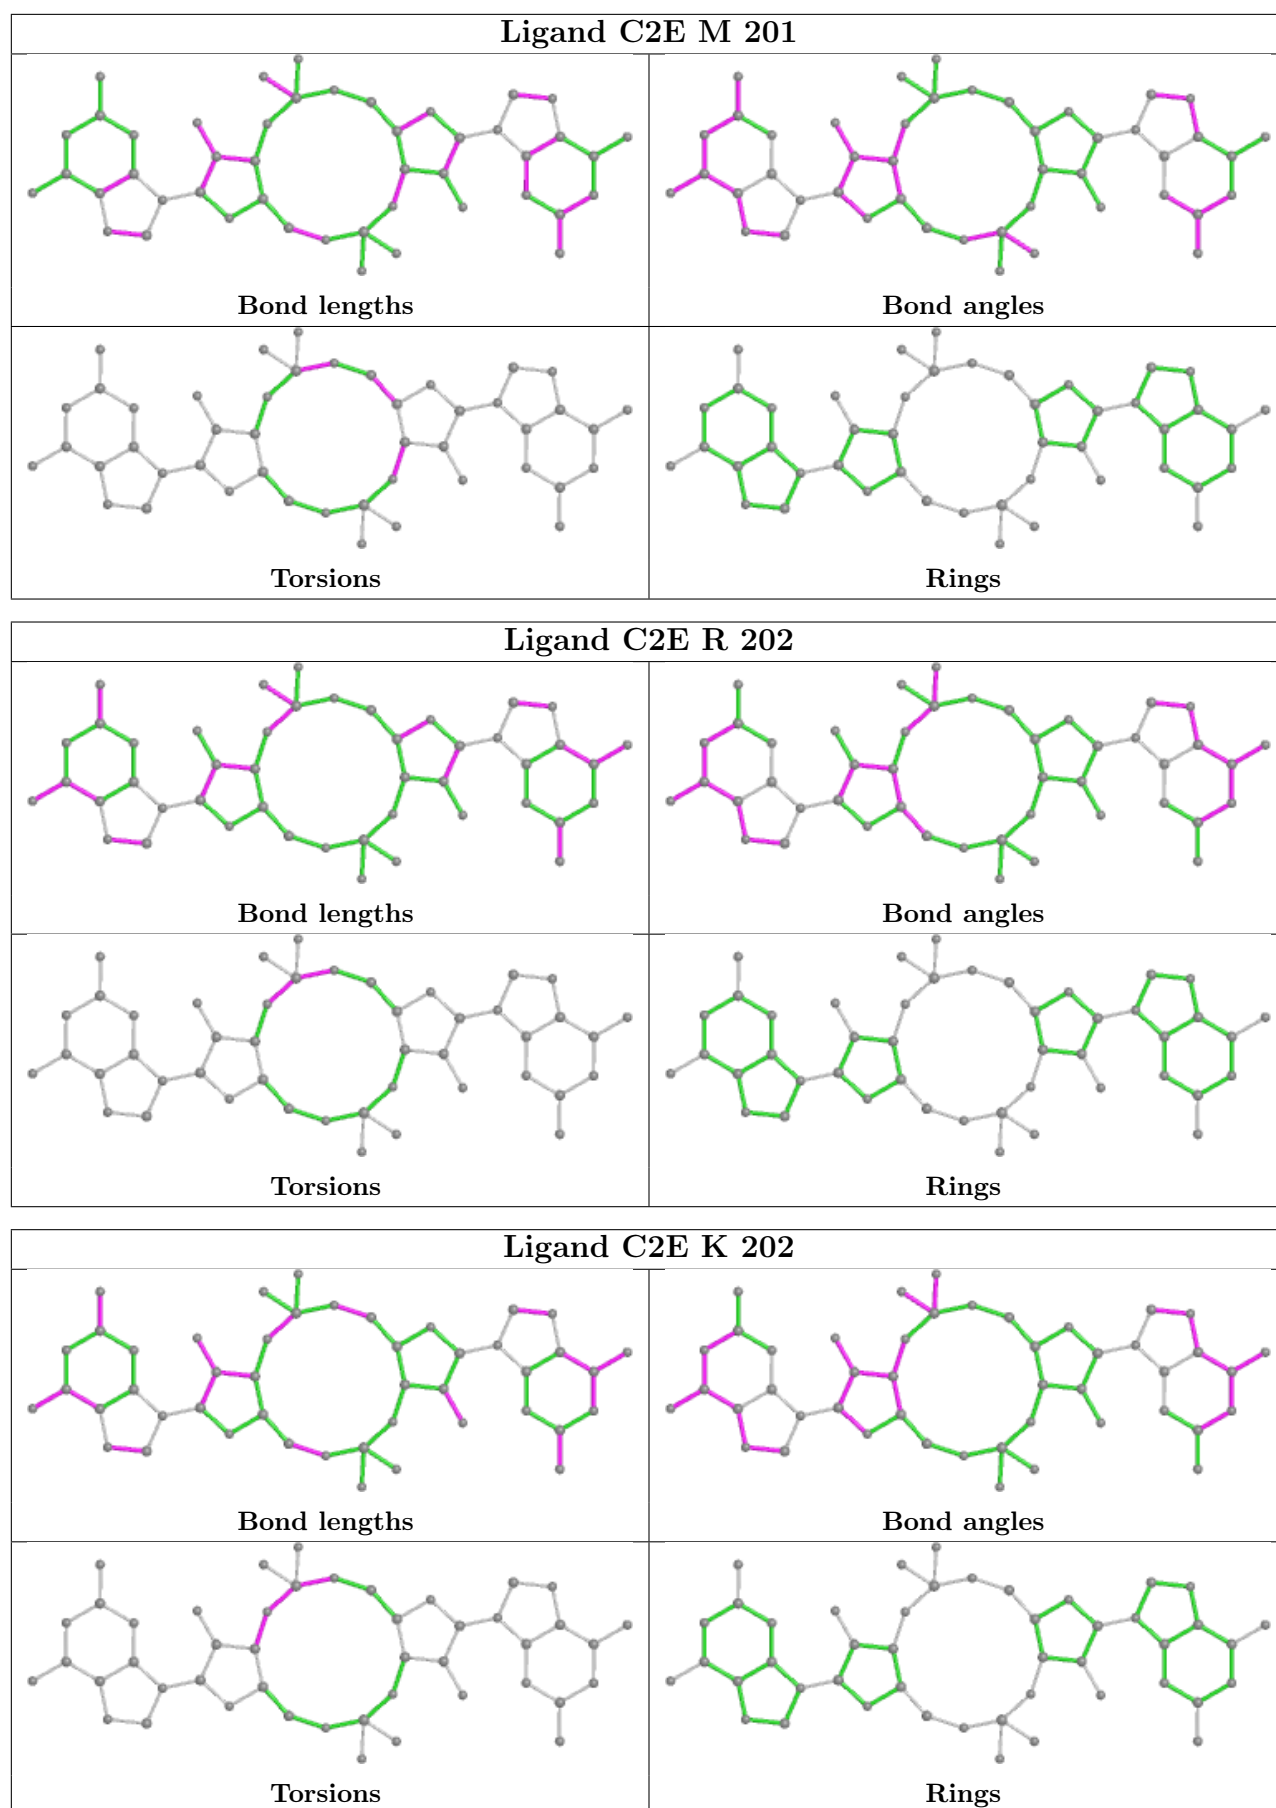 Ligand C2E M 201
Bond lengths
Bond angles
Torsions
Rings
Ligand C2E R 202
Bond lengths
Bond angles
Torsions
Rings
Ligand C2E K 202
Bond lengths
Bond angles
Torsions
Rings